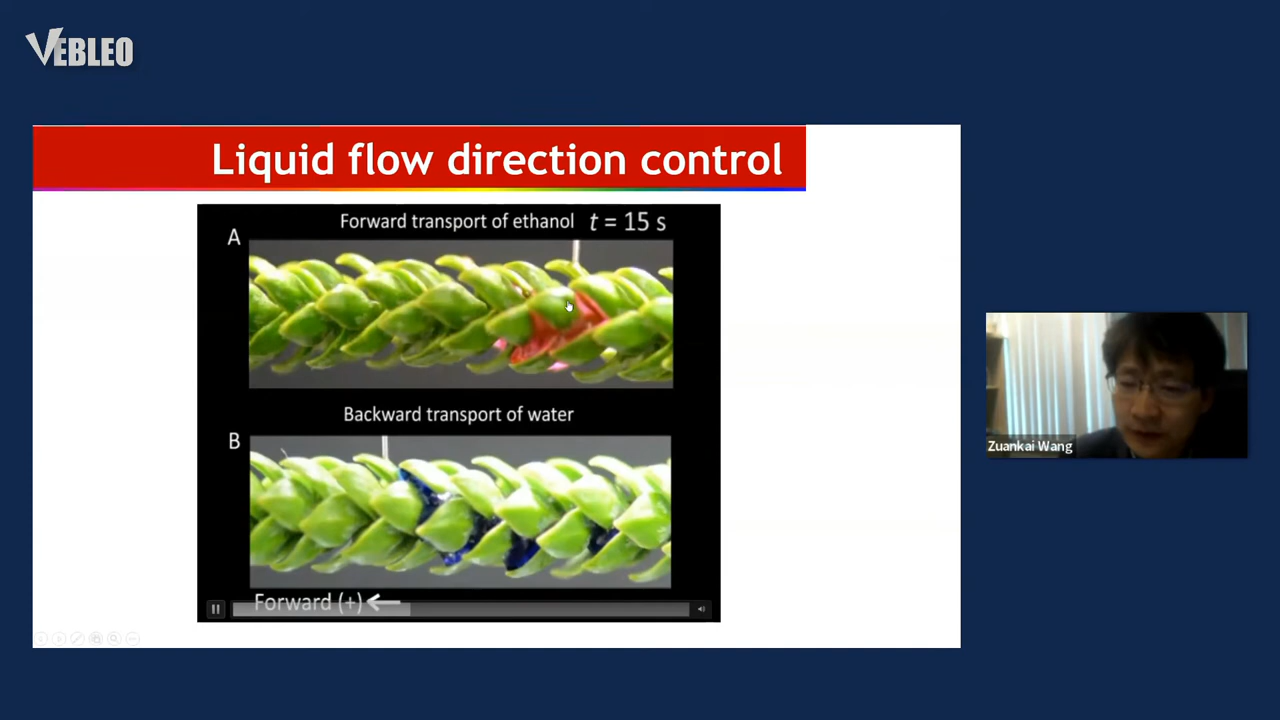 VEBLEO
Liquid flow direction control
Forward transport of ethanol t = 15 s
A
Backward transport of water
B
Forward (+) ←
Zuankai Wang